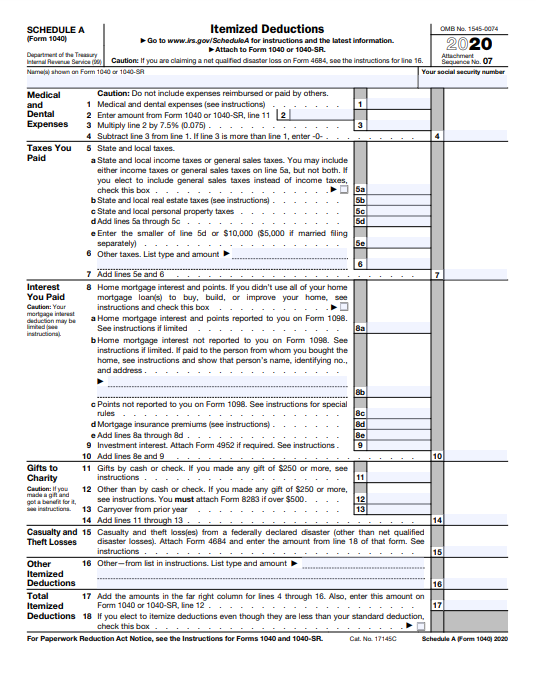 SCHEDULE A
(Form 1040)
Department of the Treasury
Internal Revenue Service (99)
Itemized Deductions
▶ Go to www.irs.gov/ScheduleA for instructions and the latest information.
▶ Attach to Form 1040 or 1040-SR.
Caution: If you are claiming a net qualified disaster loss on Form 4684, see the instructions for line 16.
OMB No. 1545-0074
2020
Attachment
Sequence No. 07
Name(s) shown on Form 1040 or 1040-SR
Your social security number
Medical
and
Dental
Expenses
Caution: Do not include expenses reimbursed or paid by others.
1 Medical and dental expenses (see instructions) . . . . . . . . 1
2 Enter amount from Form 1040 or 1040-SR, line 11 2
3 Multiply line 2 by 7.5% (0.075) . . . . . . . . . . . 3
4 Subtract line 3 from line 1. If line 3 is more than line 1, enter -0- . . . . . . . . . 4
Taxes You
Paid
5 State and local taxes.
a State and local income taxes or general sales taxes. You may include
either income taxes or general sales taxes on line 5a, but not both. If
you elect to include general sales taxes instead of income taxes,
check this box . . . . . . . . . . . . . . . ▶ 5a
b State and local real estate taxes (see instructions) . . . . . . . 5b
c State and local personal property taxes . . . . . . . . . . 5c
d Add lines 5a through 5c . . . . . . . . . . . . . 5d
e Enter the smaller of line 5d or $10,000 ($5,000 if married filing
separately) . . . . . . . . . . . . . . . . 5e
6 Other taxes. List type and amount ▶
6
7 Add lines 5e and 6 . . . . . . . . . . . . . . . . . . . 7
Interest
You Paid
Caution: Your
mortgage interest
deduction may be
limited (see
instructions).
8 Home mortgage interest and points. If you didn't use all of your home
mortgage loan(s) to buy, build, or improve your home, see
instructions and check this box . . . . . . . . . . . ▶
a Home mortgage interest and points reported to you on Form 1098.
See instructions if limited . . . . . . . . . . . . . 8a
b Home mortgage interest not reported to you on Form 1098. See
instructions if limited. If paid to the person from whom you bought the
home, see instructions and show that person's name, identifying no.,
and address . . . . . . . . . . . . . . . .
▶
8b
c Points not reported to you on Form 1098. See instructions for special
rules . . . . . . . . . . . . . . . . . . 8c
d Mortgage insurance premiums (see instructions) . . . . . . . 8d
e Add lines 8a through 8d . . . . . . . . . . . . . 8e
9 Investment interest. Attach Form 4952 if required. See instructions . 9
10 Add lines 8e and 9 . . . . . . . . . . . . . . . . . . . 10
Gifts to
Charity
Caution: If you
made a gift and
got a benefit for it,
see instructions.
11 Gifts by cash or check. If you made any gift of $250 or more, see
instructions . . . . . . . . . . . . . . . . 11
12 Other than by cash or check. If you made any gift of $250 or more,
see instructions. You must attach Form 8283 if over $500 . . . . 12
13 Carryover from prior year . . . . . . . . . . . . . 13
14 Add lines 11 through 13 . . . . . . . . . . . . . . . . . . 14
Casualty and
Theft Losses
15 Casualty and theft loss(es) from a federally declared disaster (other than net qualified
disaster losses). Attach Form 4684 and enter the amount from line 18 of that form. See
instructions . . . . . . . . . . . . . . . . . . . . . 15
Other
Itemized
Deductions
16 Other—from list in instructions. List type and amount ▶
16
Total
Itemized
Deductions
17 Add the amounts in the far right column for lines 4 through 16. Also, enter this amount on
Form 1040 or 1040-SR, line 12 . . . . . . . . . . . . . . . . 17
18 If you elect to itemize deductions even though they are less than your standard deduction,
check this box . . . . . . . . . . . . . . . . . . . ▶
For Paperwork Reduction Act Notice, see the Instructions for Forms 1040 and 1040-SR.
Cat. No. 17145C
Schedule A (Form 1040) 2020